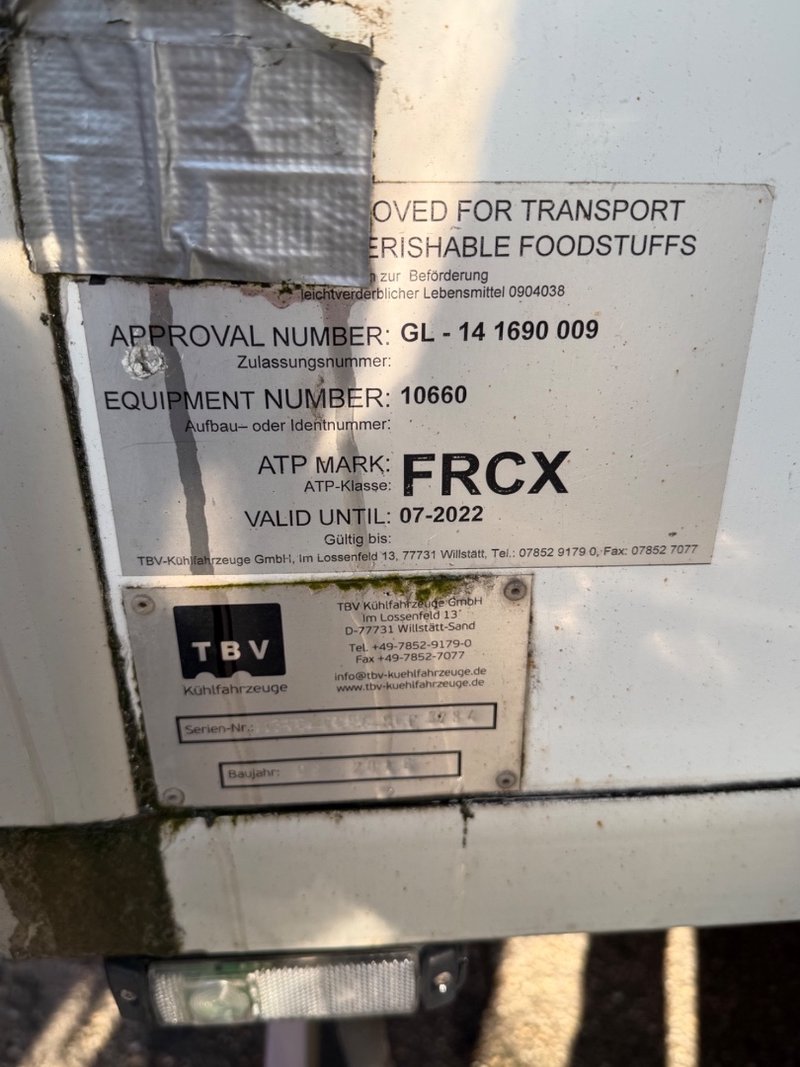 OVED FOR TRANSPORT
ERISHABLE FOODSTUFFS
n zur Beförderung
leichtverderblicher Lebensmittel 0904038
APPROVAL NUMBER: GL - 14 1690 009
Zulassungsnummer:
EQUIPMENT NUMBER: 10660
Aufbau– oder Identnummer:
ATP MARK: FRCX
ATP-Klasse:
VALID UNTIL: 07-2022
Gültig bis:
TBV-Kühlfahrzeuge GmbH, Im Lossenfeld 13, 77731 Willstätt, Tel.: 07852 9179 0, Fax: 07852 7077
TBV
Kühlfahrzeuge
TBV Kühlfahrzeuge GmbH
Im Lossenfeld 13
D-77731 Willstätt-Sand
Tel. +49-7852-9179-0
Fax +49-7852-7077
info@tbv-kuehlfahrzeuge.de
www.tbv-kuehlfahrzeuge.de
Serien-Nr.:
Baujahr: